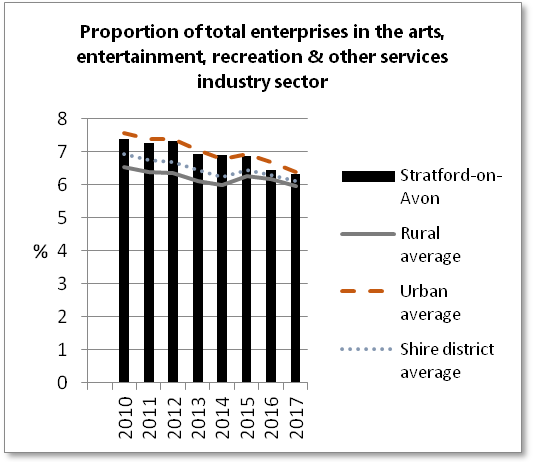 Proportion of total enterprises in the arts,
entertainment, recreation & other services
industry sector
8
7
6
5
4
3
2
1
0
%
2010
2011
2012
2013
2014
2015
2016
2017
Stratford-on-
Avon
Rural
average
Urban
average
Shire district
average